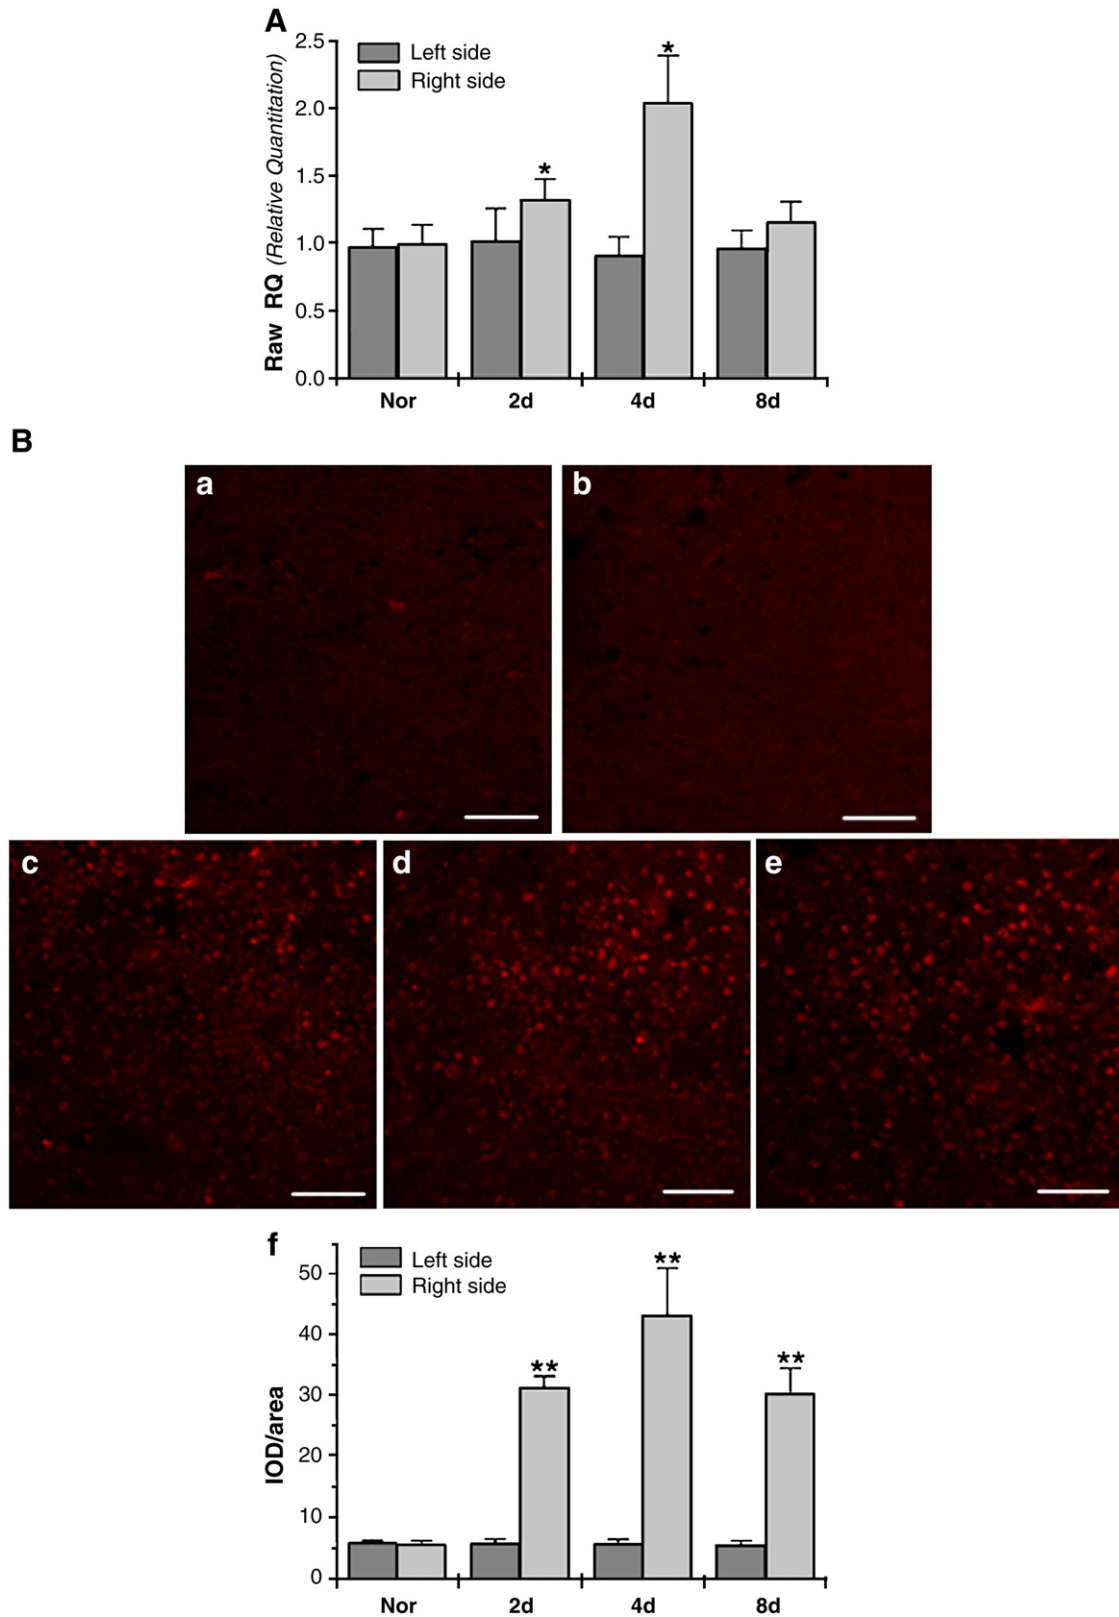 A
Raw RQ (Relative Quantitation)
2.5
2.0
1.5
1.0
0.5
0.0
Left side
Right side
*
*
Nor 2d 4d 8d
B
a b
c d e
f
IOD/area
50
40
30
20
10
0
Left side
Right side
**
**
**
Nor 2d 4d 8d